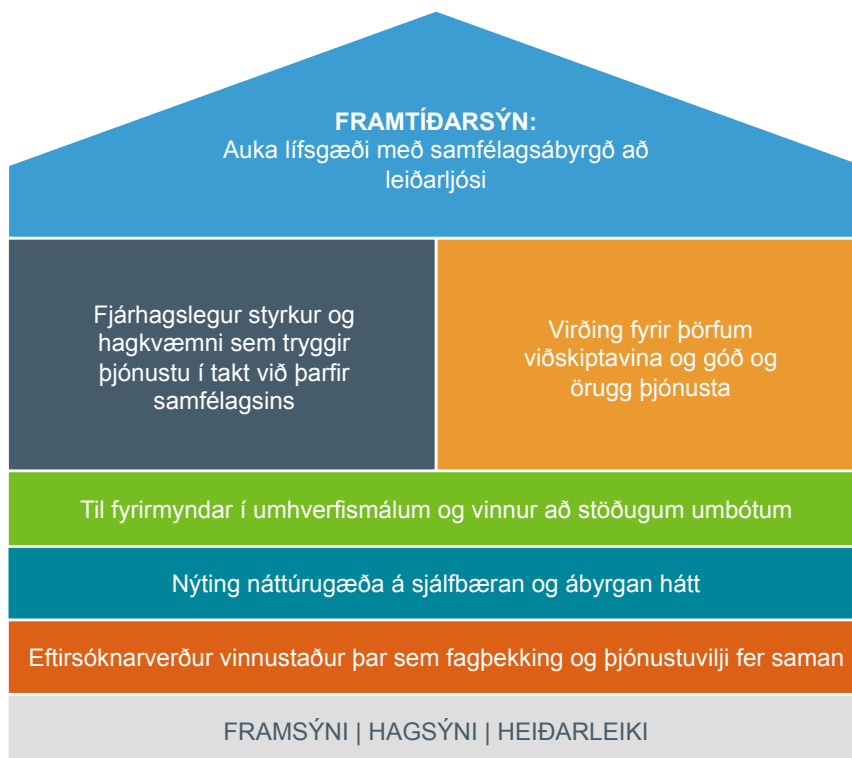 FRAMTÍÐARSÝN:
Auka lífsgæði með samfélagsábyrgð að
leiðarljósi
Fjárhagslegur styrkur og
hagkvæmni sem tryggir
þjónustu í takt við þarfir
samfélagsins
Virðing fyrir þörfum
viðskiptavina og góð og
örugg þjónusta
Til fyrirmyndar í umhverfismálum og vinnur að stöðugum umbótum
Nýting náttúrugæða á sjálfbæran og ábyrgan hátt
Eftirsóknarverður vinnustaður þar sem fagþekking og þjónustuvilji fer saman
FRAMSÝNI | HAGSÝNI | HEIÐARLEIKI